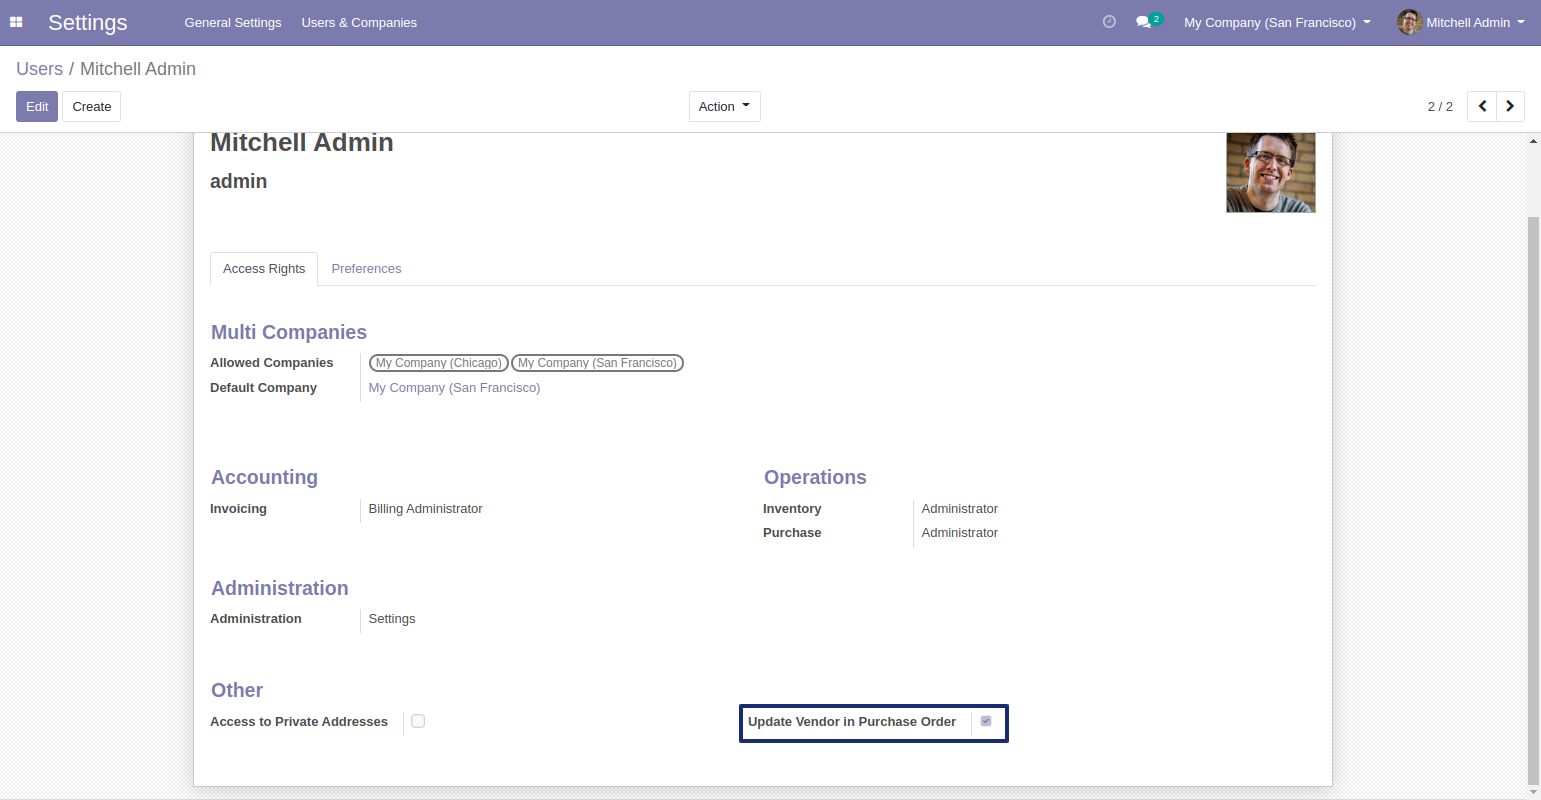 Settings General Settings Users & Companies 2 My Company (San Francisco) Mitchell Admin
Users / Mitchell Admin
Edit Create Action 2 / 2
Mitchell Admin
admin
Access Rights Preferences
Multi Companies
Allowed Companies My Company (Chicago) My Company (San Francisco)
Default Company My Company (San Francisco)
Accounting Operations
Invoicing Billing Administrator Inventory Administrator
Purchase Administrator
Administration
Administration Settings
Other
Access to Private Addresses Update Vendor in Purchase Order